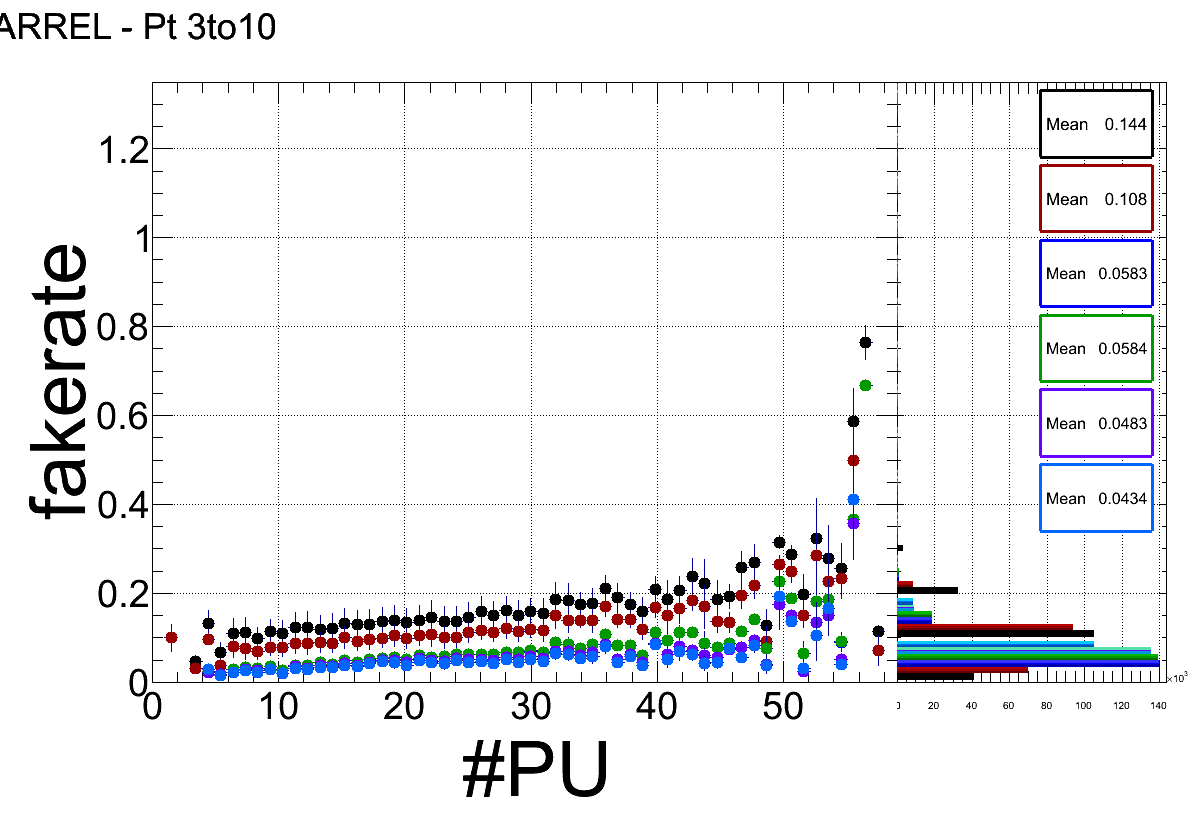 ARREL - Pt 3to10
fakerate
1.2
1
0.8
0.6
0.4
0.2
0
0 10 20 30 40 50
#PU
Mean 0.144
Mean 0.108
Mean 0.0583
Mean 0.0584
Mean 0.0483
Mean 0.0434
×10³
20 40 60 80 100 120 140